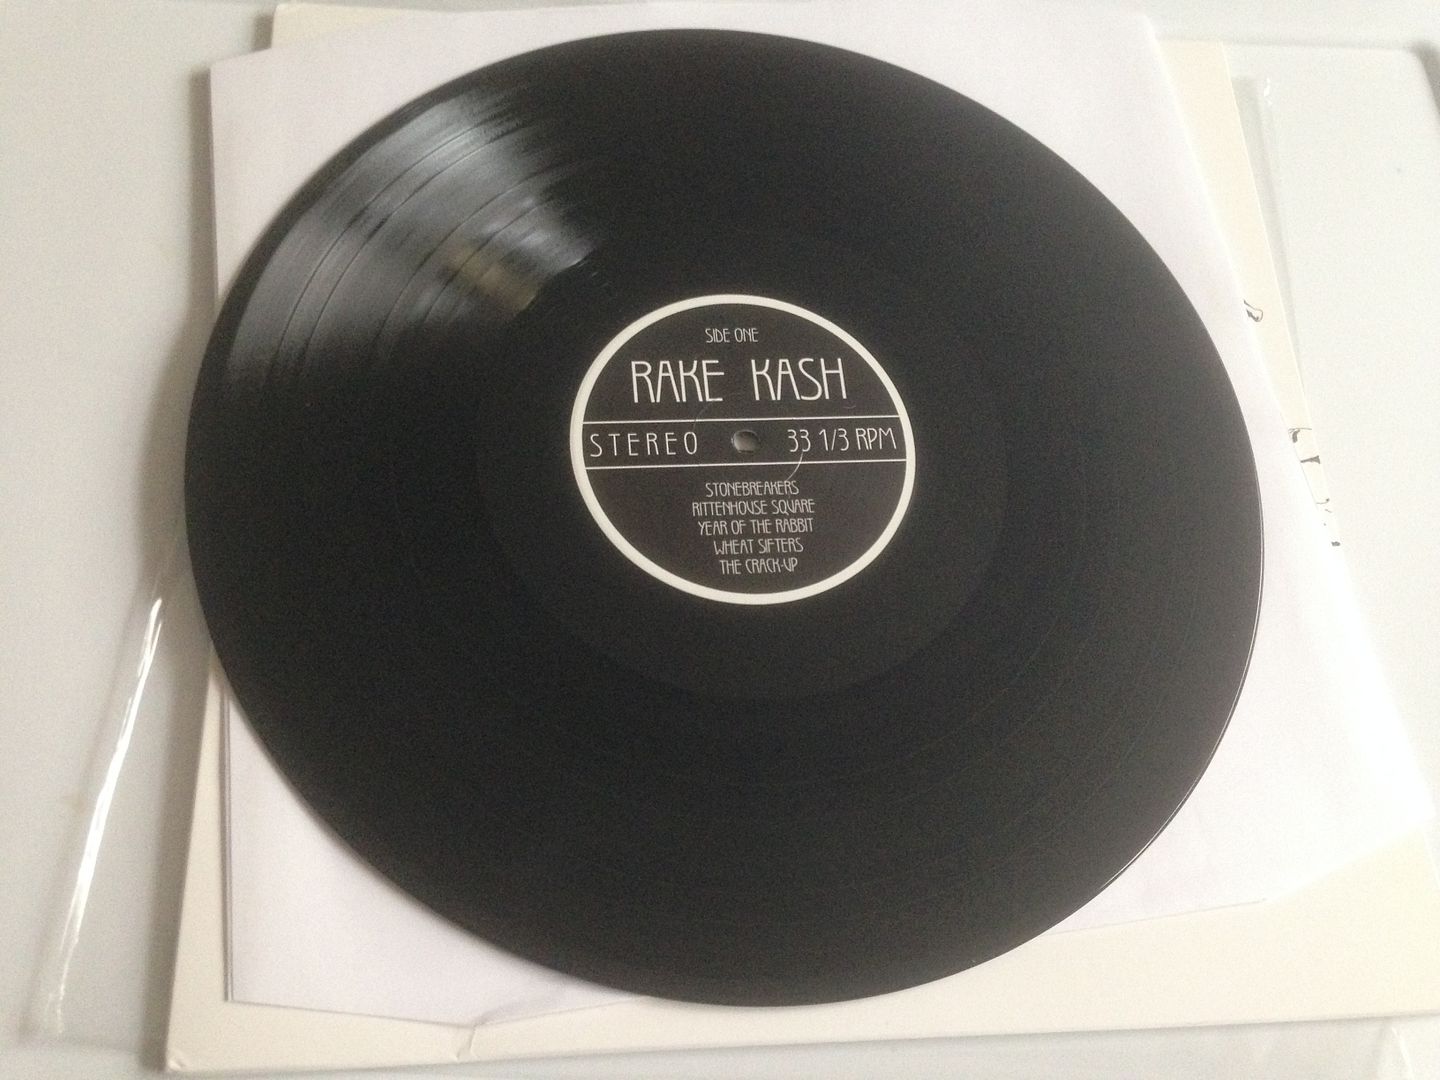 SIDE ONE
RAKE KASH
STEREO 33 1/3 RPM
STONEBREAKERS
RITTENHOUSE SQUARE
YEAR OF THE RABBIT
WHEAT SIFTERS
THE CRACK-UP